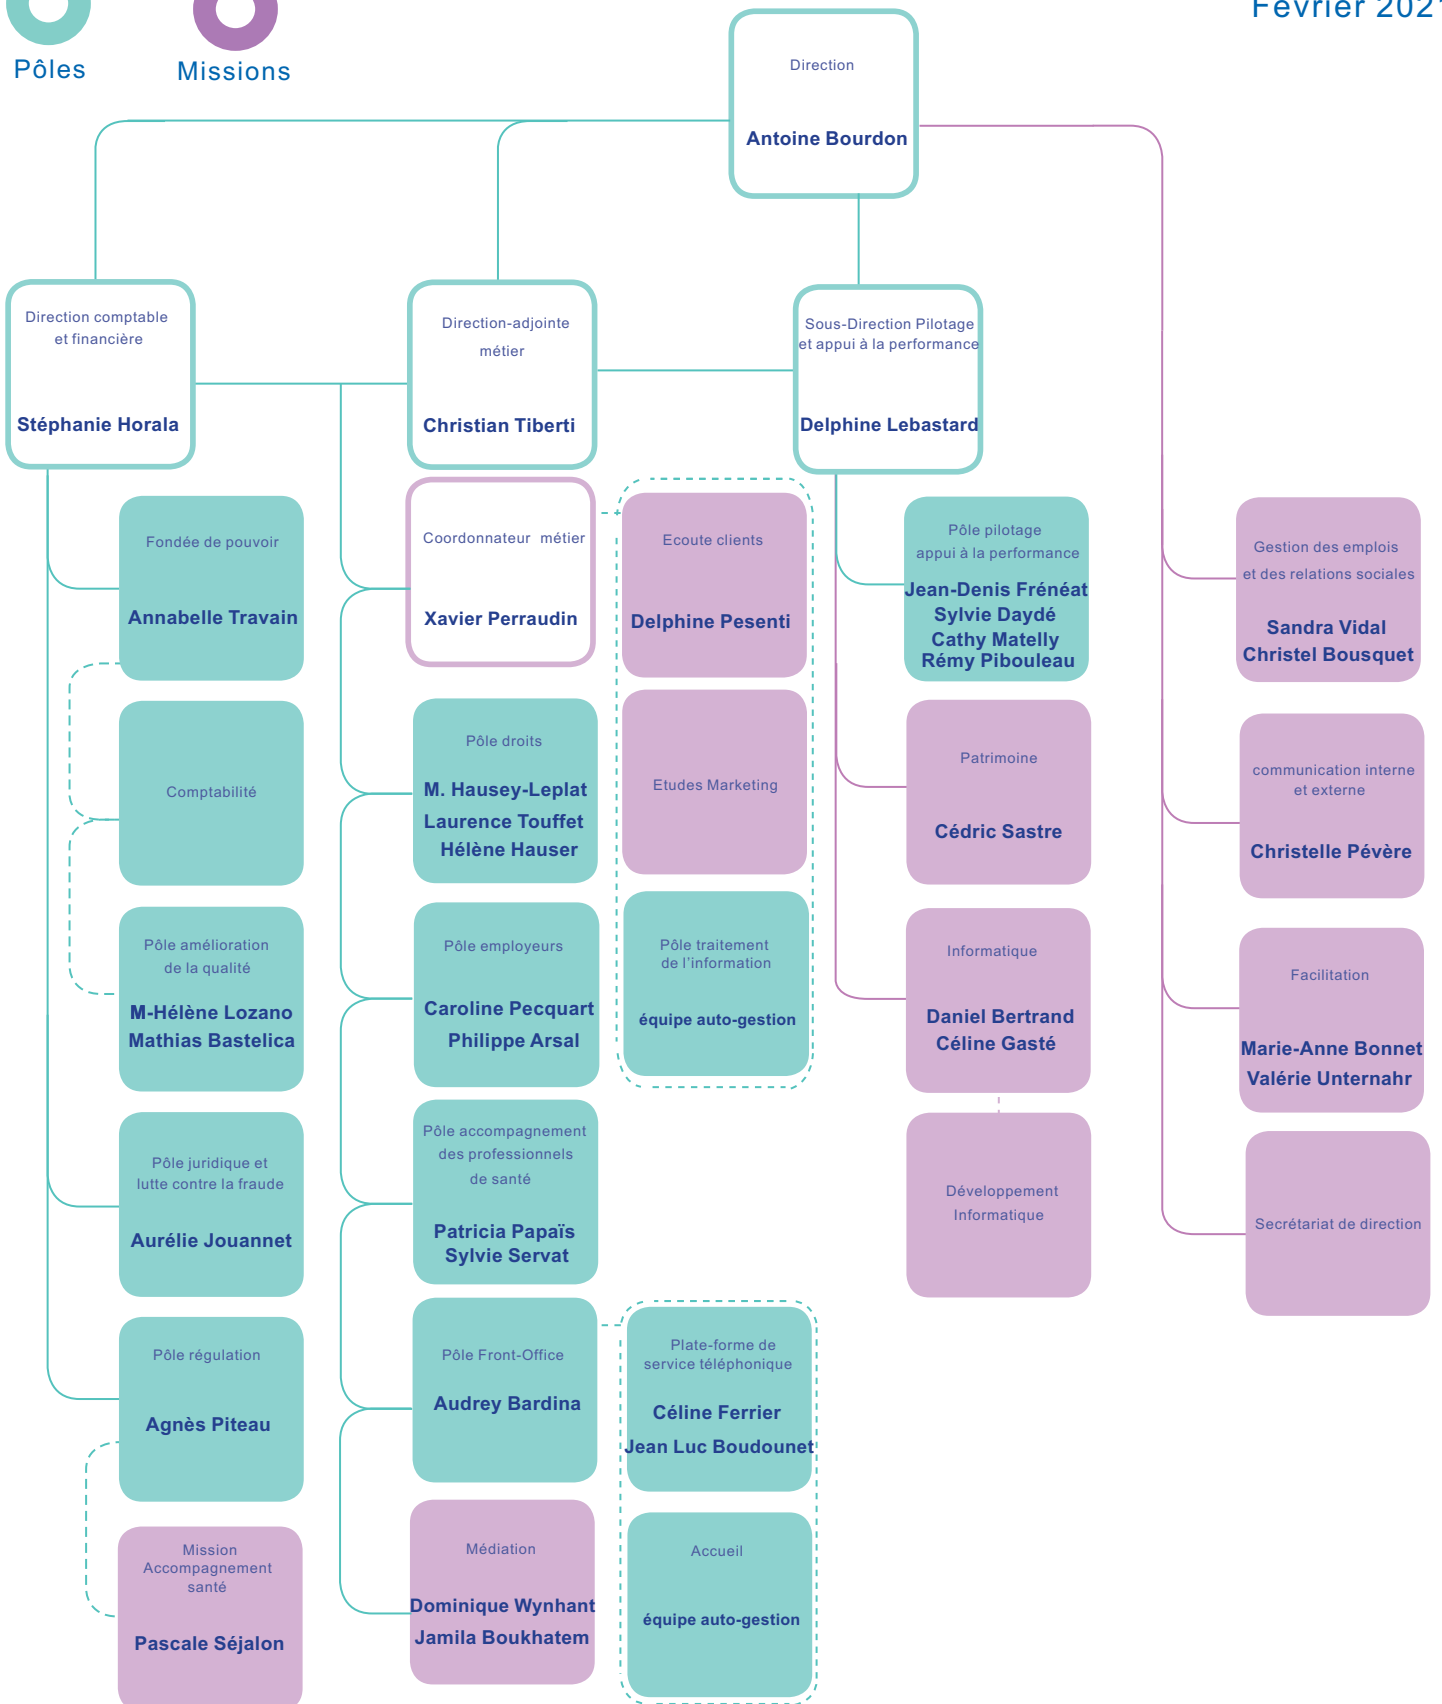 Février 2021
Pôles
Missions
Direction
Antoine Bourdon
Direction comptable
et financière
Stéphanie Horala
Direction-adjointe
métier
Christian Tiberti
Sous-Direction Pilotage
et appui à la performance
Delphine Lebastard
Fondée de pouvoir
Annabelle Travain
Comptabilité
Pôle amélioration
de la qualité
M-Hélène Lozano
Mathias Bastelica
Pôle juridique et
lutte contre la fraude
Aurélie Jouannet
Pôle régulation
Agnès Piteau
Mission
Accompagnement
santé
Pascale Séjalon
Coordonnateur métier
Xavier Perraudin
Pôle droits
M. Hausey-Leplat
Laurence Touffet
Hélène Hauser
Pôle employeurs
Caroline Pecquart
Philippe Arsal
Pôle accompagnement
des professionnels
de santé
Patricia Papaïs
Sylvie Servat
Pôle Front-Office
Audrey Bardina
Médiation
Dominique Wynhant
Jamila Boukhatem
Ecoute clients
Delphine Pesenti
Etudes Marketing
Pôle traitement
de l'information
équipe auto-gestion
Plate-forme de
service téléphonique
Céline Ferrier
Jean Luc Boudounet
Accueil
équipe auto-gestion
Pôle pilotage
appui à la performance
Jean-Denis Frénéat
Sylvie Daydé
Cathy Matelly
Rémy Pibouleau
Patrimoine
Cédric Sastre
Informatique
Daniel Bertrand
Céline Gasté
Développement
Informatique
Gestion des emplois
et des relations sociales
Sandra Vidal
Christel Bousquet
communication interne
et externe
Christelle Pévère
Facilitation
Marie-Anne Bonnet
Valérie Unternahr
Secrétariat de direction